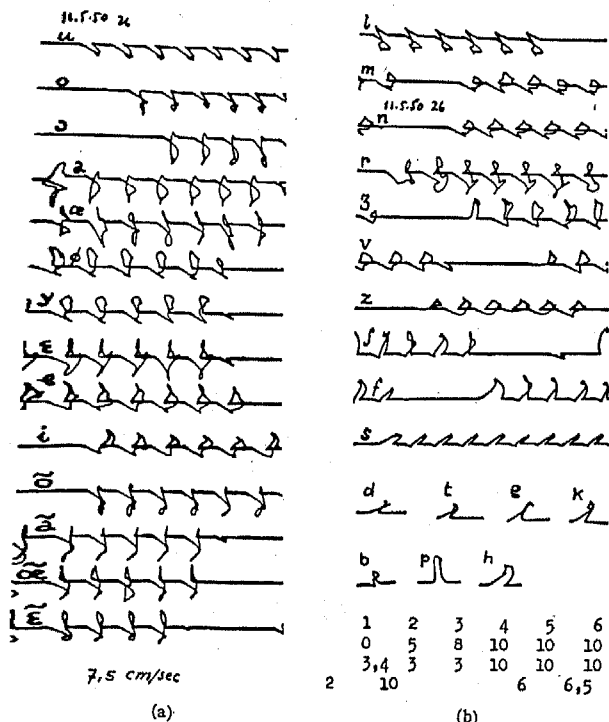 11.5.50 26
u
o
ɔ
a
æ
ø
y
ɛ
e
i
7,5 cm/sec
(a)
l
m
11.5.50 26
n
r
ʒ
v
z
ʃ
f
s
d t g k
b p h
1 2 3 4 5 6
0 5 8 10 10 10
3,4 3 3 10 10 10
2 10 6 6,5
(b)